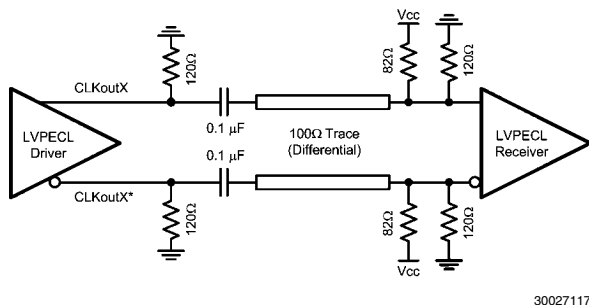 Vcc
120Ω
82Ω
120Ω
CLKoutX
LVPECL
Driver
0.1 µF
100Ω Trace
(Differential)
LVPECL
Receiver
0.1 µF
CLKoutX*
120Ω
82Ω
120Ω
Vcc
30027117